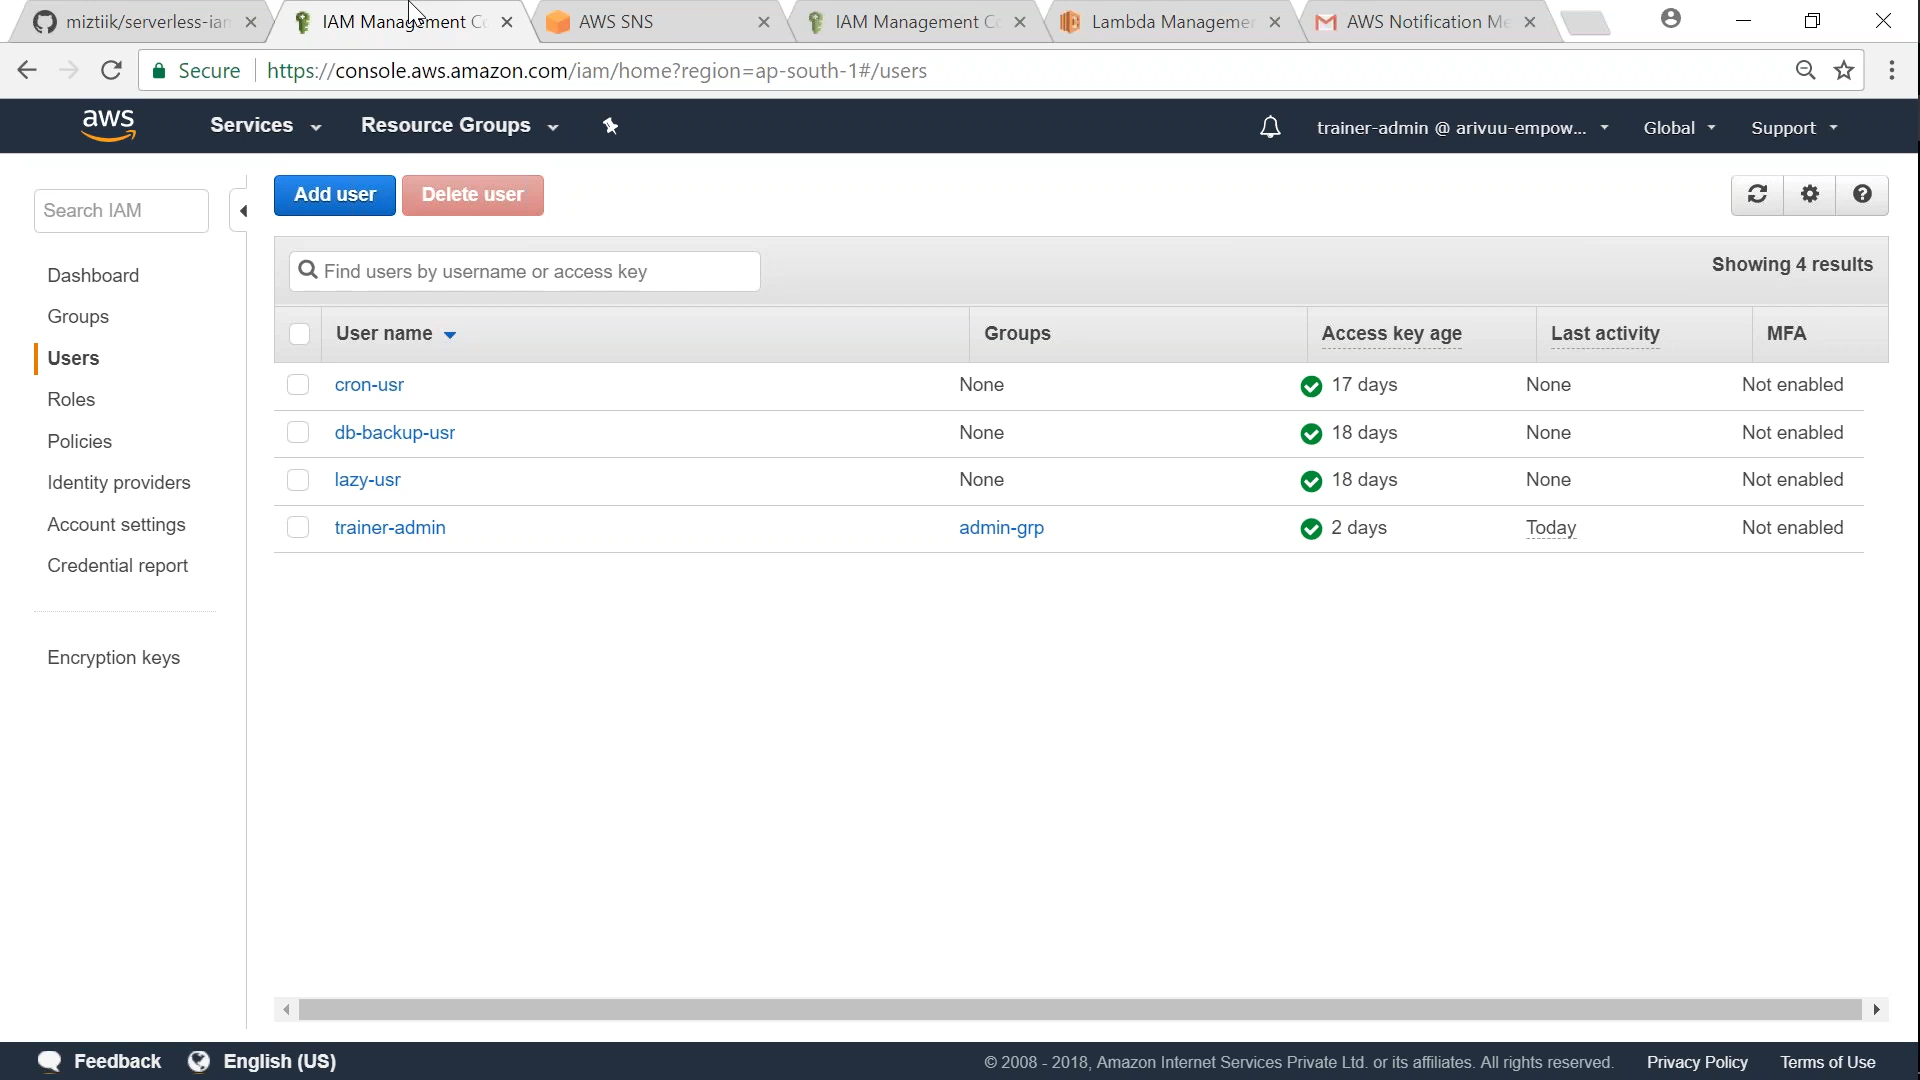 miztiik/serverless-iar
IAM Management C
AWS SNS
IAM Management C
Lambda Managemer
AWS Notification Me
Secure
https://console.aws.amazon.com/iam/home?region=ap-south-1#/users
aws
Services
Resource Groups
trainer-admin @ arivuu-empow...
Global
Support
Search IAM
Add user
Delete user
Find users by username or access key
Showing 4 results
Dashboard
Groups
Users
Roles
Policies
Identity providers
Account settings
Credential report
Encryption keys
User name Groups Access key age Last activity MFA
cron-usr None 17 days None Not enabled
db-backup-usr None 18 days None Not enabled
lazy-usr None 18 days None Not enabled
trainer-admin admin-grp 2 days Today Not enabled
Feedback
English (US)
© 2008 - 2018, Amazon Internet Services Private Ltd. or its affiliates. All rights reserved.
Privacy Policy
Terms of Use